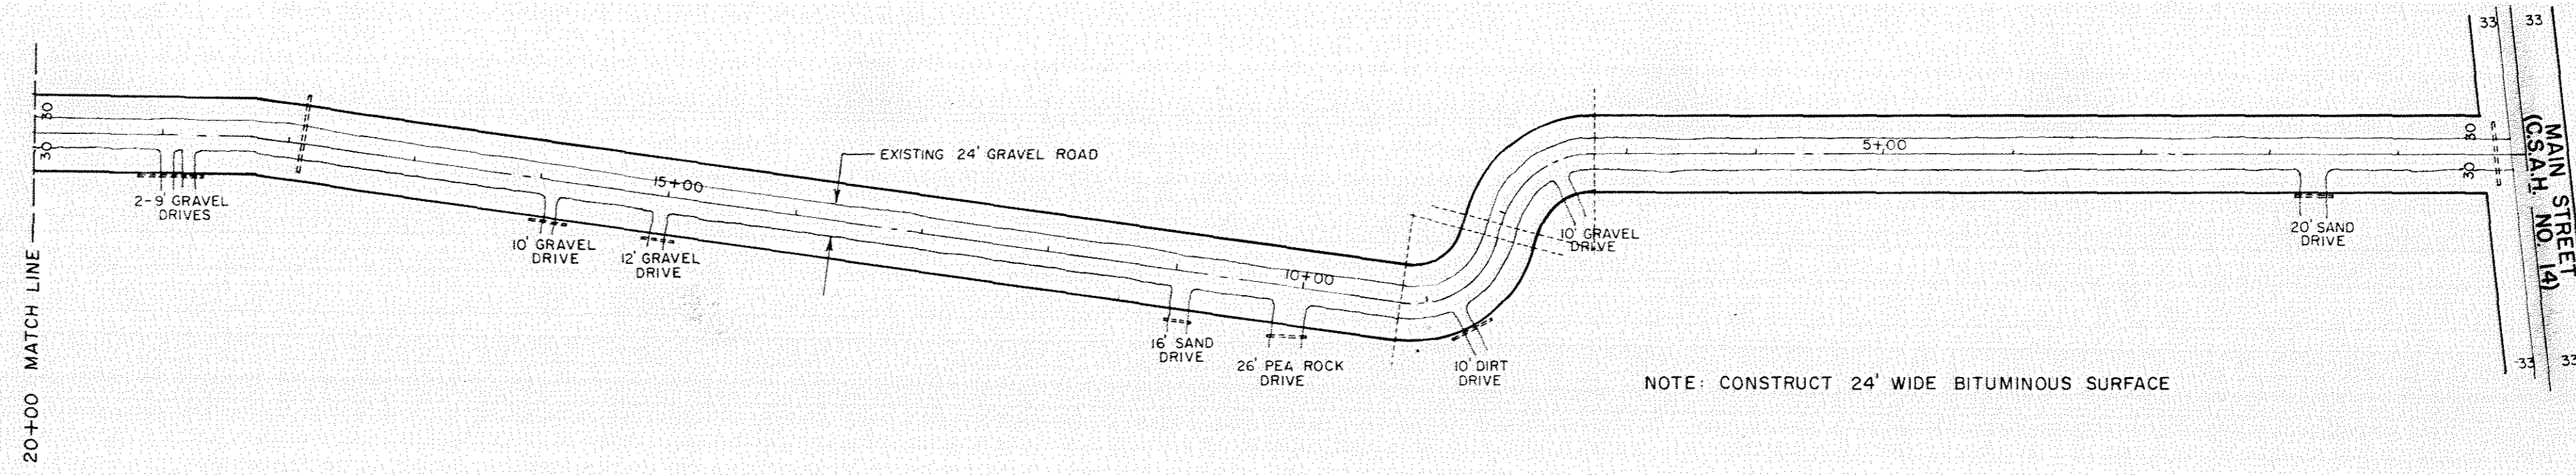 33
33
MAIN STREET
(C.S.A.H. NO. 14)
33
33
30
30
20+00 MATCH LINE
2-9' GRAVEL
DRIVES
10' GRAVEL
DRIVE
12' GRAVEL
DRIVE
15+00
EXISTING 24' GRAVEL ROAD
16' SAND
DRIVE
26' PEA ROCK
DRIVE
10+00
10' DIRT
DRIVE
10' GRAVEL
DRIVE
5+00
20' SAND
DRIVE
30
30
NOTE: CONSTRUCT 24' WIDE BITUMINOUS SURFACE